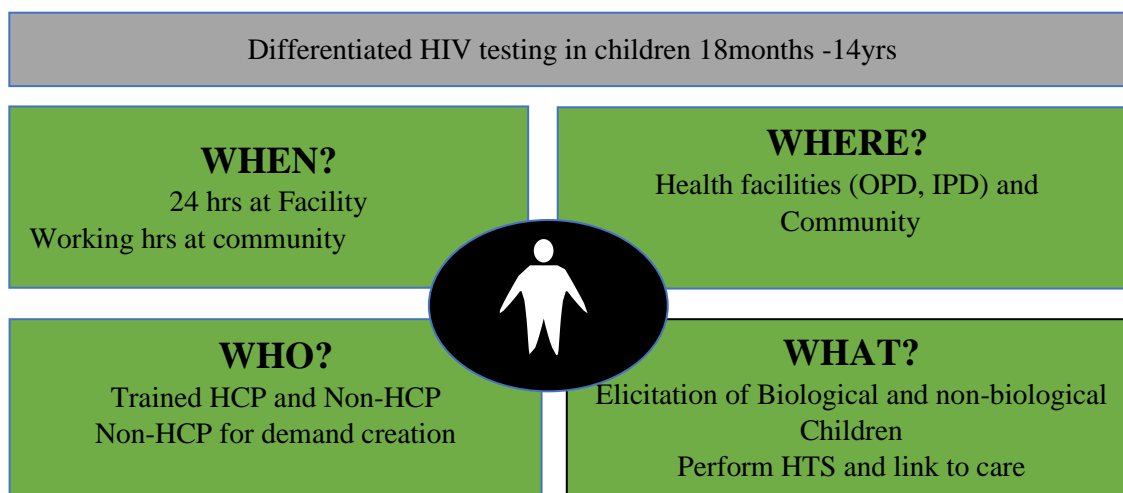 Differentiated HIV testing in children 18months -14yrs
WHEN?
24 hrs at Facility
Working hrs at community
WHERE?
Health facilities (OPD, IPD) and
Community
WHO?
Trained HCP and Non-HCP
Non-HCP for demand creation
WHAT?
Elicitation of Biological and non-biological
Children
Perform HTS and link to care